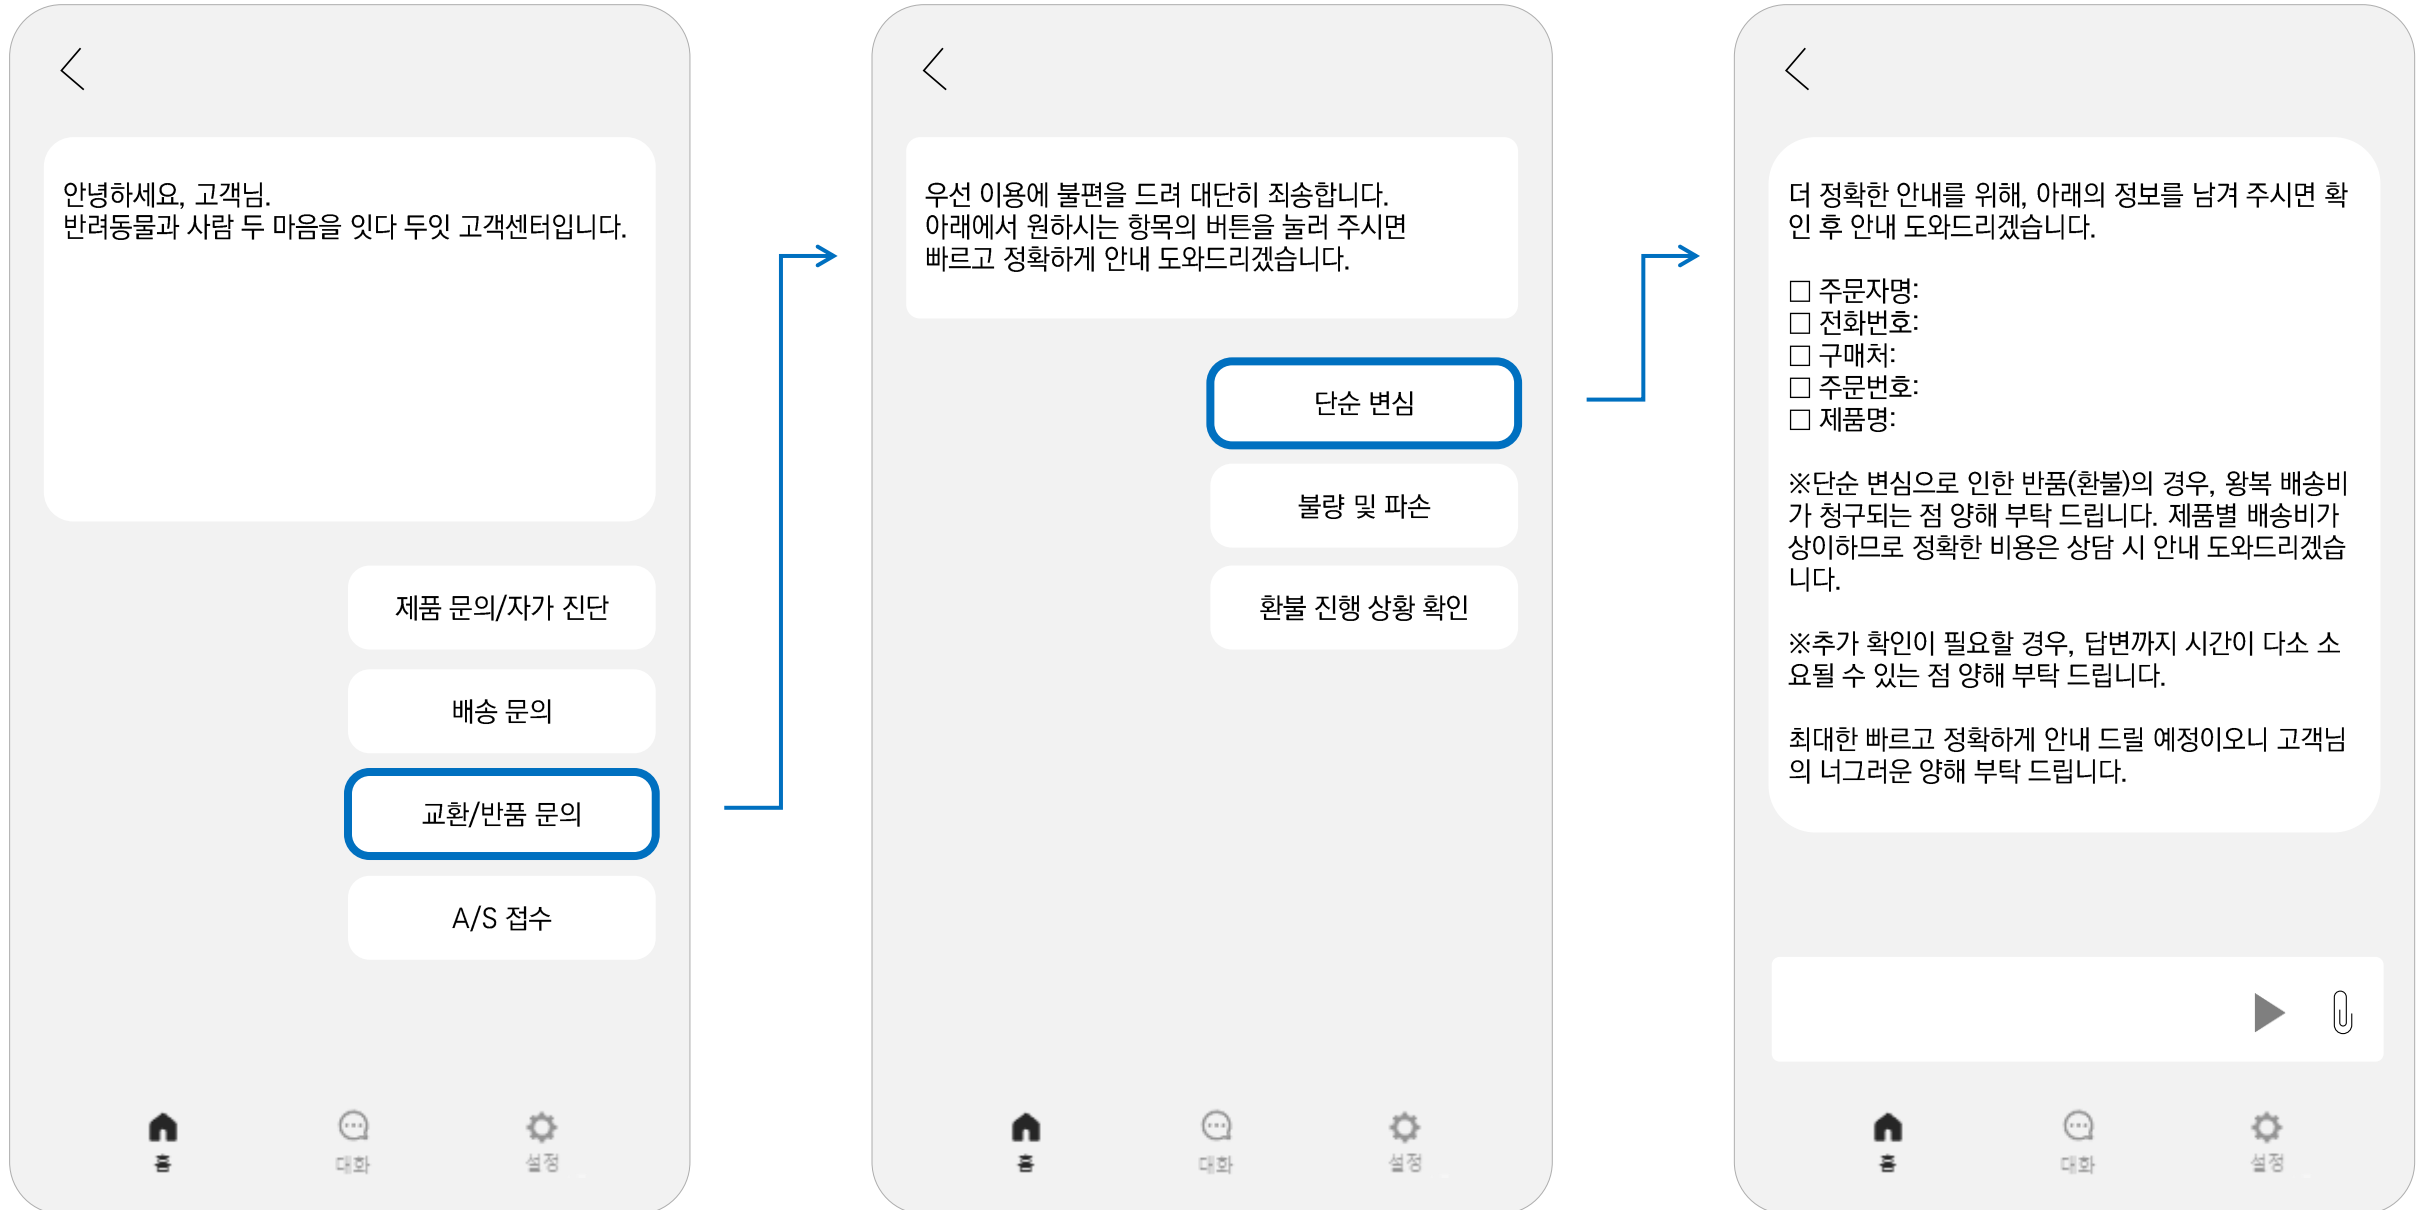 안녕하세요, 고객님.
반려동물과 사람 두 마음을 잇다 두잇 고객센터입니다.
제품 문의/자가 진단
배송 문의
교환/반품 문의
A/S 접수
홈
대화
설정
우선 이용에 불편을 드려 대단히 죄송합니다.
아래에서 원하시는 항목의 버튼을 눌러 주시면
빠르고 정확하게 안내 도와드리겠습니다.
단순 변심
불량 및 파손
환불 진행 상황 확인
홈
대화
설정
더 정확한 안내를 위해, 아래의 정보를 남겨 주시면 확
인 후 안내 도와드리겠습니다.
□ 주문자명:
□ 전화번호:
□ 구매처:
□ 주문번호:
□ 제품명:
※단순 변심으로 인한 반품(환불)의 경우, 왕복 배송비
가 청구되는 점 양해 부탁 드립니다. 제품별 배송비가
상이하므로 정확한 비용은 상담 시 안내 도와드리겠습
니다.
※추가 확인이 필요할 경우, 답변까지 시간이 다소 소
요될 수 있는 점 양해 부탁 드립니다.
최대한 빠르고 정확하게 안내 드릴 예정이오니 고객님
의 너그러운 양해 부탁 드립니다.
홈
대화
설정